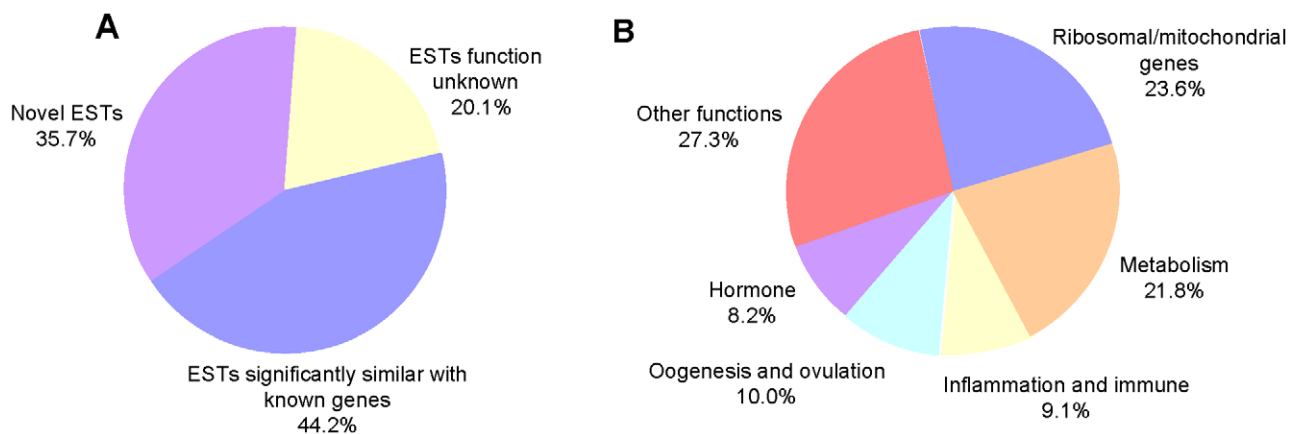 A
ESTs function
unknown
20.1%
Novel ESTs
35.7%
ESTs significantly similar with
known genes
44.2%
B
Ribosomal/mitochondrial
genes
23.6%
Other functions
27.3%
Metabolism
21.8%
Hormone
8.2%
Oogenesis and ovulation
10.0%
Inflammation and immune
9.1%